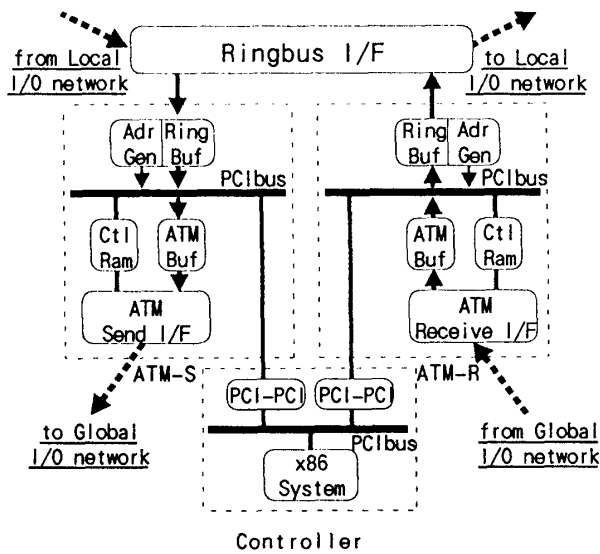 Ringbus I/F
from Local
I/O network
to Local
I/O network
Adr
Gen
Ring
Buf
Ring
Buf
Adr
Gen
PCIbus
PCIbus
Ctl
Ram
ATM
Buf
ATM
Buf
Ctl
Ram
ATM
Send I/F
ATM
Receive I/F
ATM-S
ATM-R
PCI-PCI
PCI-PCI
to Global
I/O network
PCIbus
from Global
I/O network
x86
System
Controller